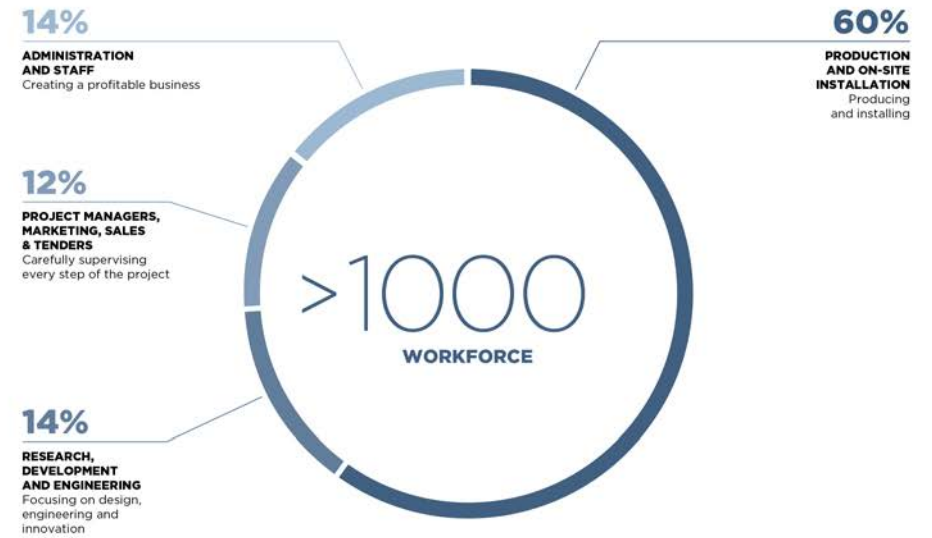 14%
ADMINISTRATION
AND STAFF
Creating a profitable business
60%
PRODUCTION
AND ON-SITE
INSTALLATION
Producing
and installing
12%
PROJECT MANAGERS,
MARKETING, SALES
& TENDERS
Carefully supervising
every step of the project
>1000
WORKFORCE
14%
RESEARCH,
DEVELOPMENT
AND ENGINEERING
Focusing on design,
engineering and
innovation